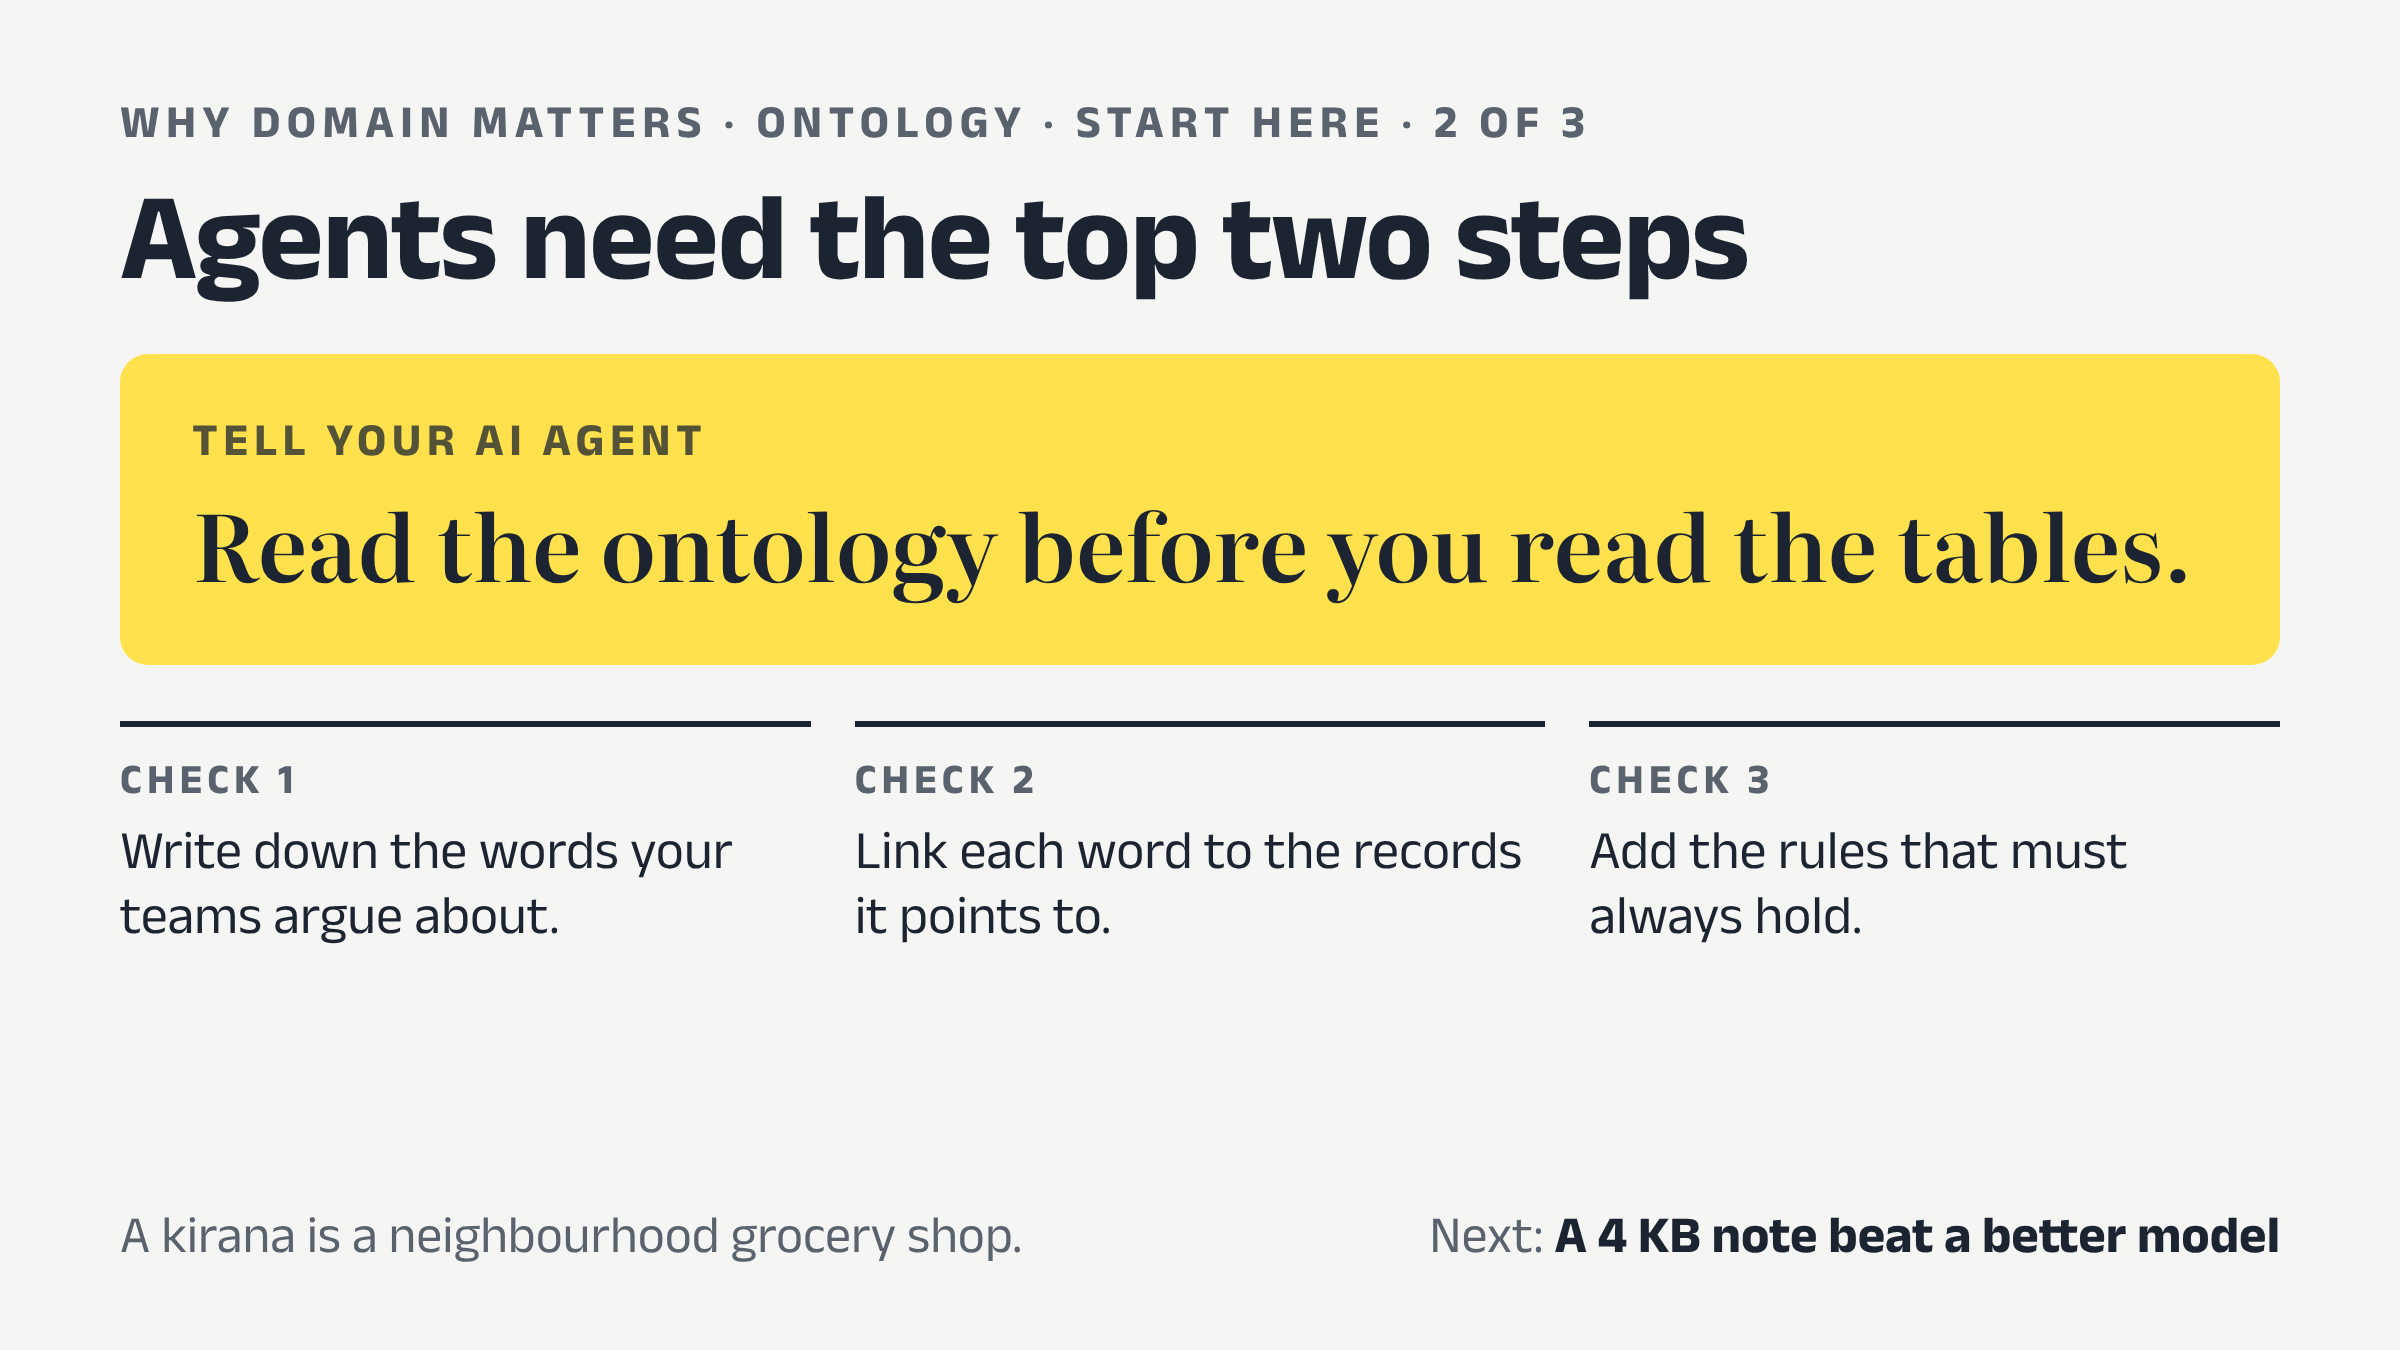 WHY DOMAIN MATTERS · ONTOLOGY · START HERE · 2 OF 3
Agents need the top two steps
TELL YOUR AI AGENT
Read the ontology before you read the tables.
CHECK 1
Write down the words your
teams argue about.
CHECK 2
Link each word to the records
it points to.
CHECK 3
Add the rules that must
always hold.
A kirana is a neighbourhood grocery shop.
Next: A 4 KB note beat a better model